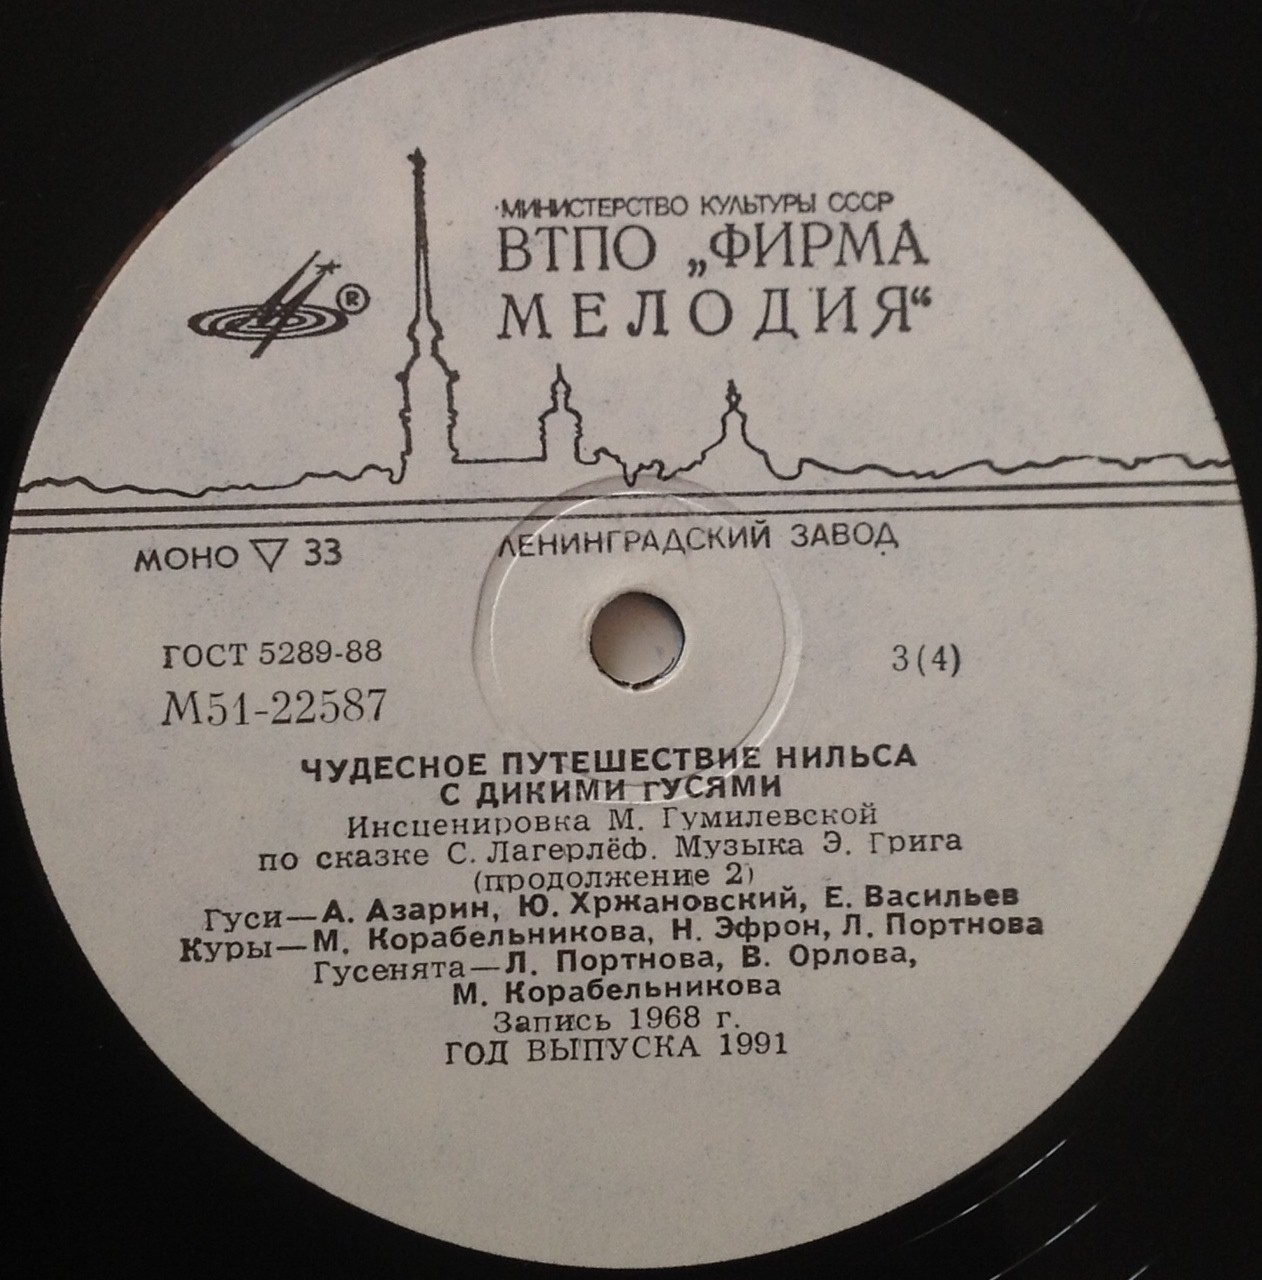 МИНИСТЕРСТВО КУЛЬТУРЫ СССР
ВТПО „ФИРМА
МЕЛОДИЯ“
®
ЛЕНИНГРАДСКИЙ ЗАВОД
МОНО ▽ 33
ГОСТ 5289-88
3(4)
М51-22587
ЧУДЕСНОЕ ПУТЕШЕСТВИЕ НИЛЬСА
С ДИКИМИ ГУСЯМИ
Инсценировка М. Гумилевской
по сказке С. Лагерлёф. Музыка Э. Грига
(продолжение 2)
Гуси—А. Азарин, Ю. Хржановский, Е. Васильев
Куры—М. Корабельникова, Н. Эфрон, Л. Портнова
Гусенята—Л. Портнова, В. Орлова,
М. Корабельникова
Запись 1968 г.
ГОД ВЫПУСКА 1991